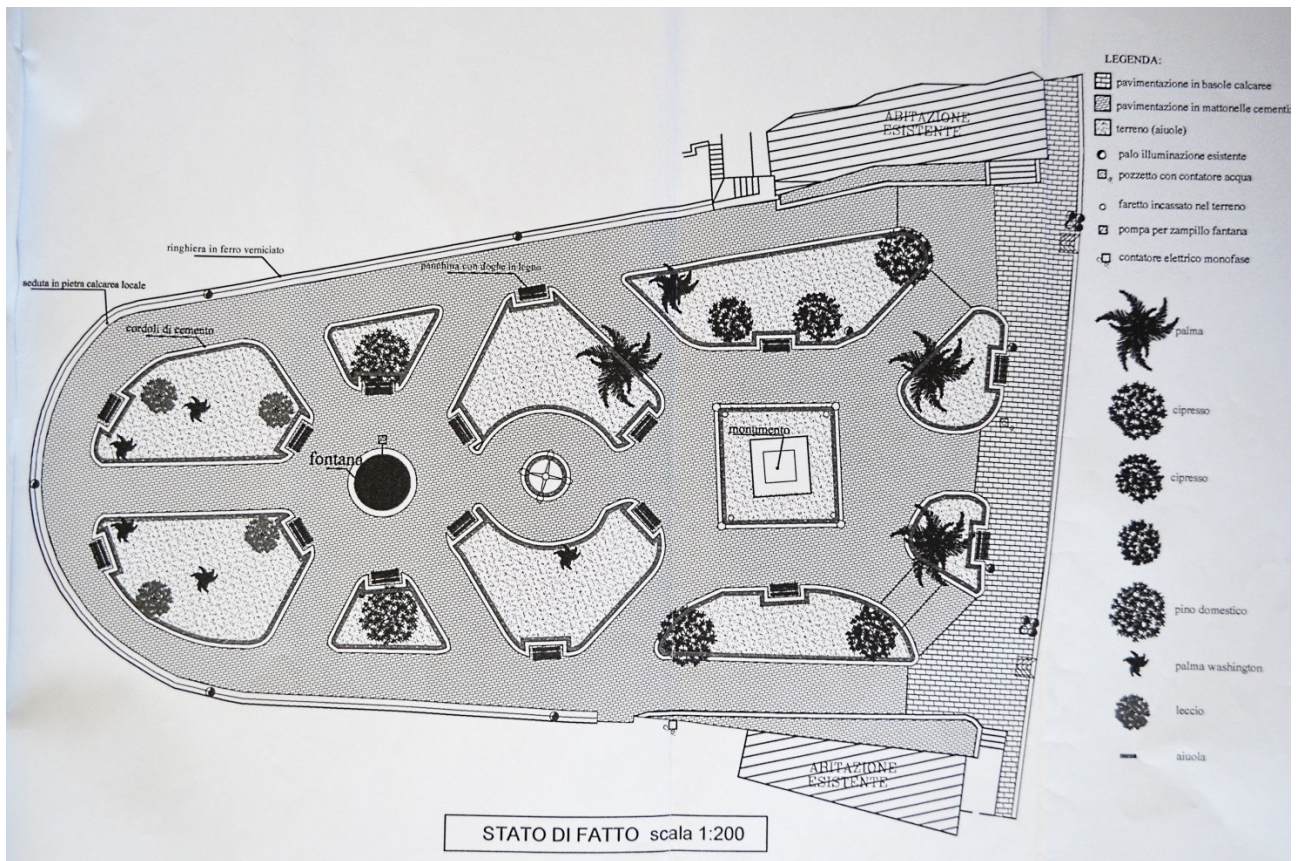 LEGENDA:
pavimentazione in basole calcaree
pavimentazione in mattonelle cementizi
terreno (aiuole)
palo illuminazione esistente
pozzetto con contatore acqua
faretto incassato nel terreno
pompa per zampillo fantana
contatore elettrico monofase
palma
cipresso
cipresso
pino domestico
palma washington
leccio
aiuola
ABITAZIONE
ESISTENTE
ringhiera in ferro verniciato
panchina con doghe in legno
seduta in pietra calcarea locale
cordoli di cemento
monumento
fontana
ABITAZIONE
ESISTENTE
STATO DI FATTO scala 1:200